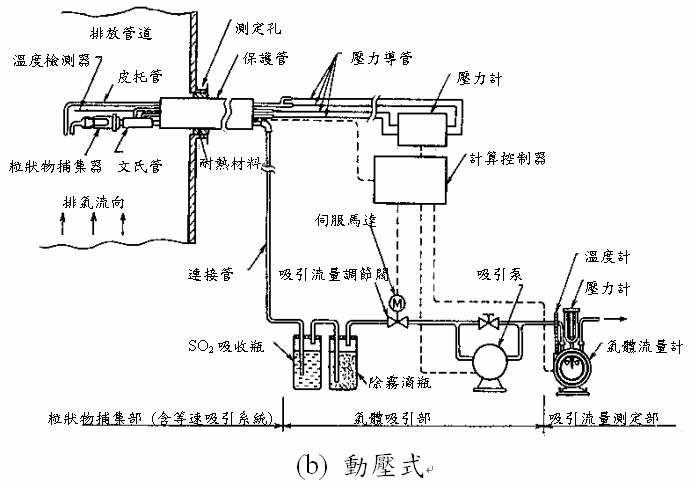 排放管道
測定孔
溫度檢測器
保護管
壓力導管
皮托管
壓力計
粒狀物捕集器
文氏管
耐熱材料
計算控制器
排氣流向
伺服馬達
溫度計
連接管
吸引流量調節閥
吸引泵
壓力計
M
SO₂吸收瓶
除霧滴瓶
氣體流量計
粒狀物捕集部(含等速吸引系統)
氣體吸引部
吸引流量測定部
(b) 動壓式